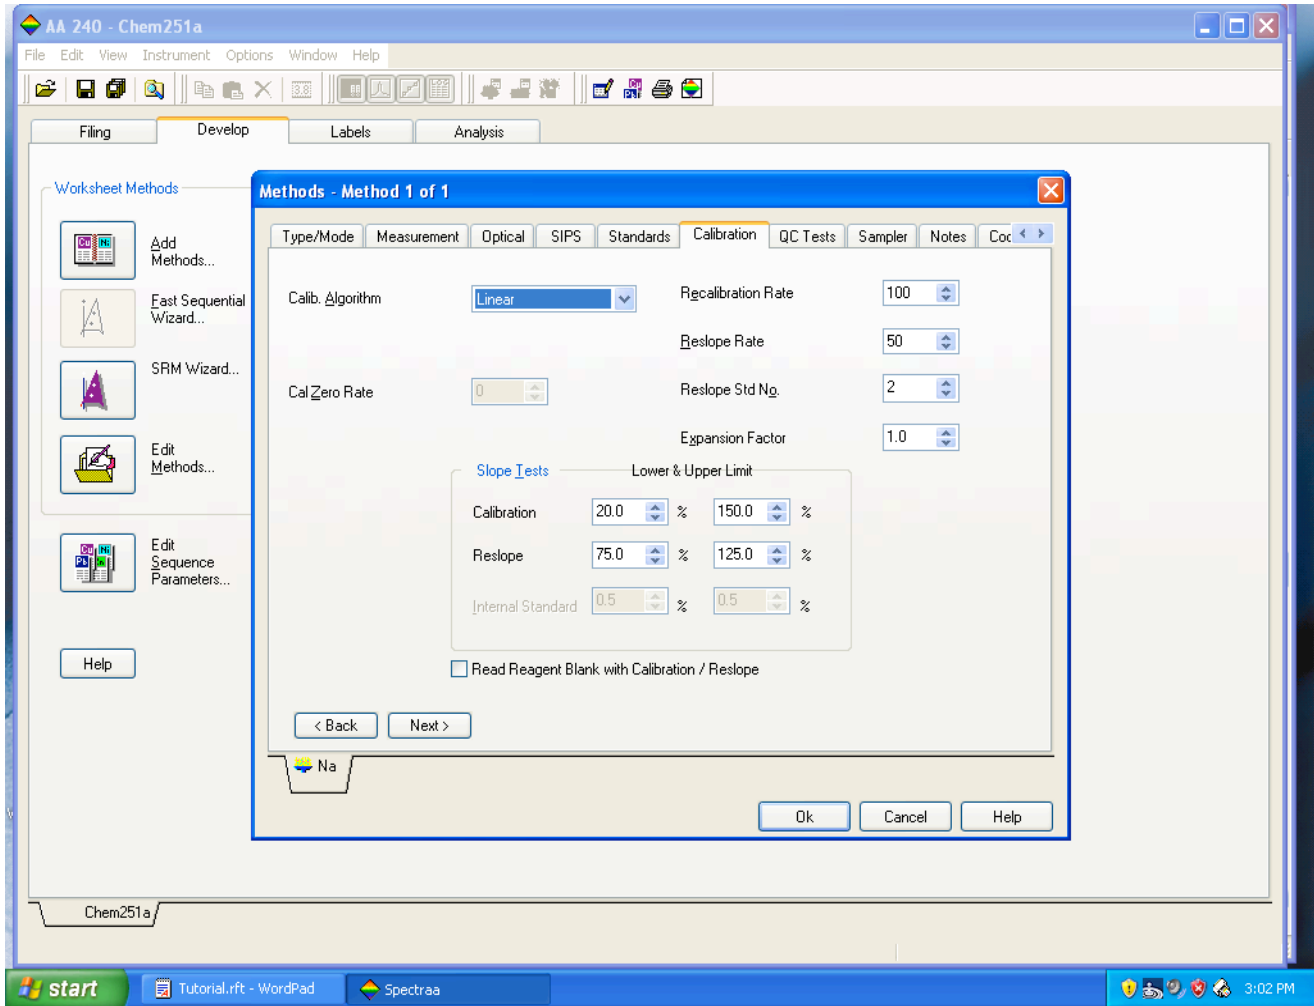 AA 240 - Chem251a
File Edit View Instrument Options Window Help
Filing Develop Labels Analysis
Worksheet Methods
Add
Methods...
Fast Sequential
Wizard...
SRM Wizard...
Edit
Methods...
Edit
Sequence
Parameters...
Help
Methods - Method 1 of 1
Type/Mode Measurement Optical SIPS Standards Calibration QC Tests Sampler Notes
Calib. Algorithm Linear Recalibration Rate 100
Reslope Rate 50
Cal Zero Rate 0 Reslope Std No. 2
Expansion Factor 1.0
Slope Tests Lower & Upper Limit
Calibration 20.0 % 150.0 %
Reslope 75.0 % 125.0 %
Internal Standard 0.5 % 0.5 %
Read Reagent Blank with Calibration / Reslope
< Back Next >
Na
Ok Cancel Help
Chem251a
start Tutorial.rft - WordPad Spectraa 3:02 PM